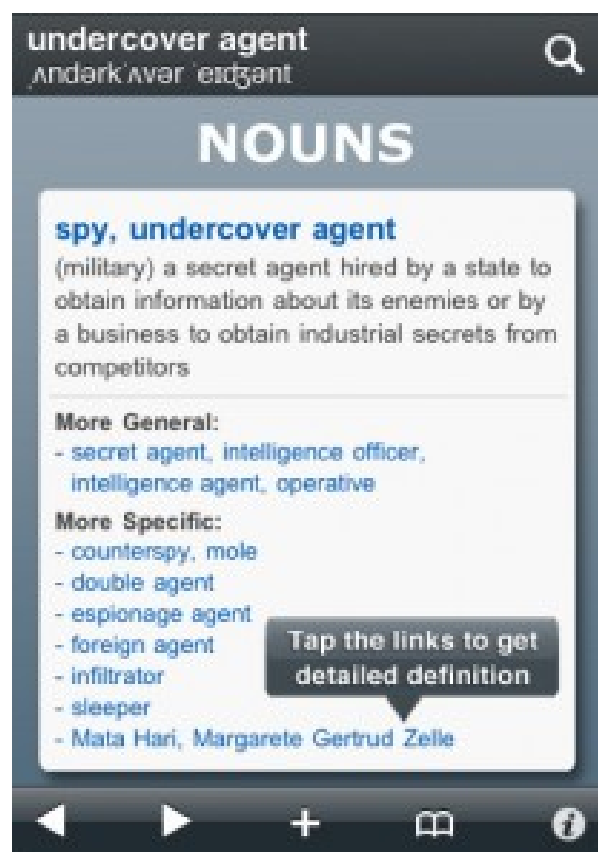 undercover agent
ˌʌndərkˈʌvər ˈeɪʤənt
NOUNS
spy, undercover agent
(military) a secret agent hired by a state to
obtain information about its enemies or by
a business to obtain industrial secrets from
competitors
More General:
- secret agent, intelligence officer,
intelligence agent, operative
More Specific:
- counterspy, mole
- double agent
- espionage agent
- foreign agent
- infiltrator
- sleeper
- Mata Hari, Margarete Gertrud Zelle
Tap the links to get
detailed definition